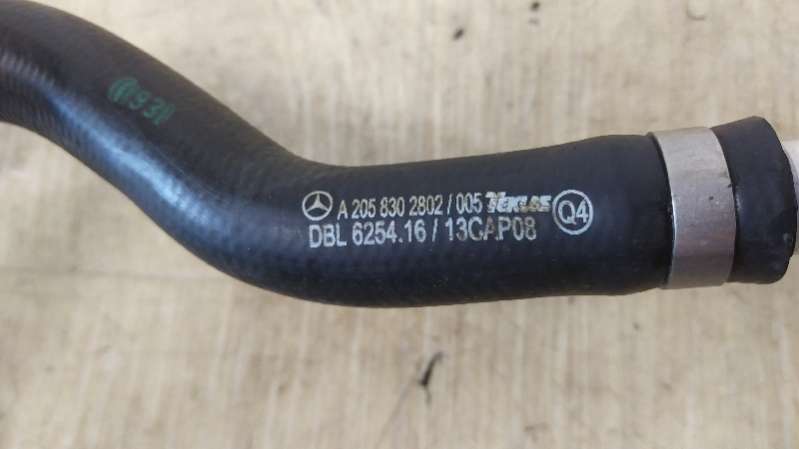 A 205 830 2802 / 005 TEKLAS Q4
DBL 6254.16 / 13CAP08